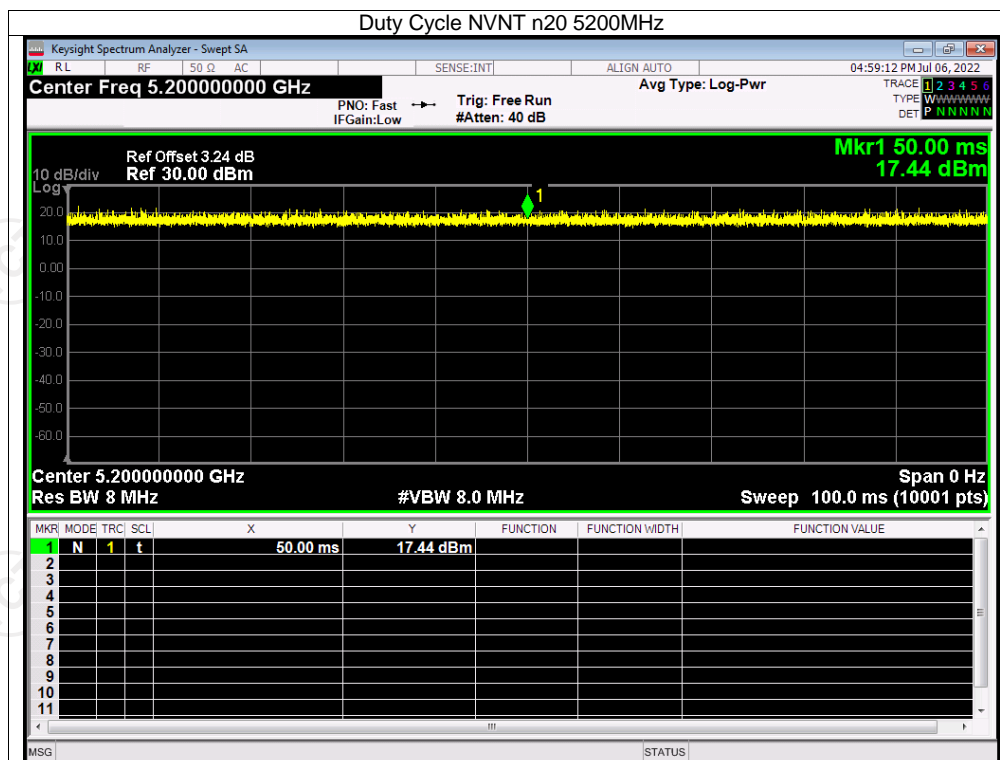 Duty Cycle NVNT n20 5200MHz
Keysight Spectrum Analyzer - Swept SA
LXI RL RF 50 Ω AC SENSE:INT ALIGN AUTO 04:59:12 PM Jul 06, 2022
Center Freq 5.200000000 GHz Avg Type: Log-Pwr TRACE 1 2 3 4 5 6
PNO: Fast Trig: Free Run TYPE WWWWWW
IFGain:Low #Atten: 40 dB DET P N N N N N
Mkr1 50.00 ms
Ref Offset 3.24 dB
10 dB/div Ref 30.00 dBm 17.44 dBm
Log
1
20.0
10.0
0.00
-10.0
-20.0
-30.0
-40.0
-50.0
-60.0
Center 5.200000000 GHz Span 0 Hz
Res BW 8 MHz #VBW 8.0 MHz Sweep 100.0 ms (10001 pts)
MKR MODE TRC SCL X Y FUNCTION FUNCTION WIDTH FUNCTION VALUE
1 N 1 t 50.00 ms 17.44 dBm
2
3
4
5
6
7
8
9
10
11
MSG STATUS